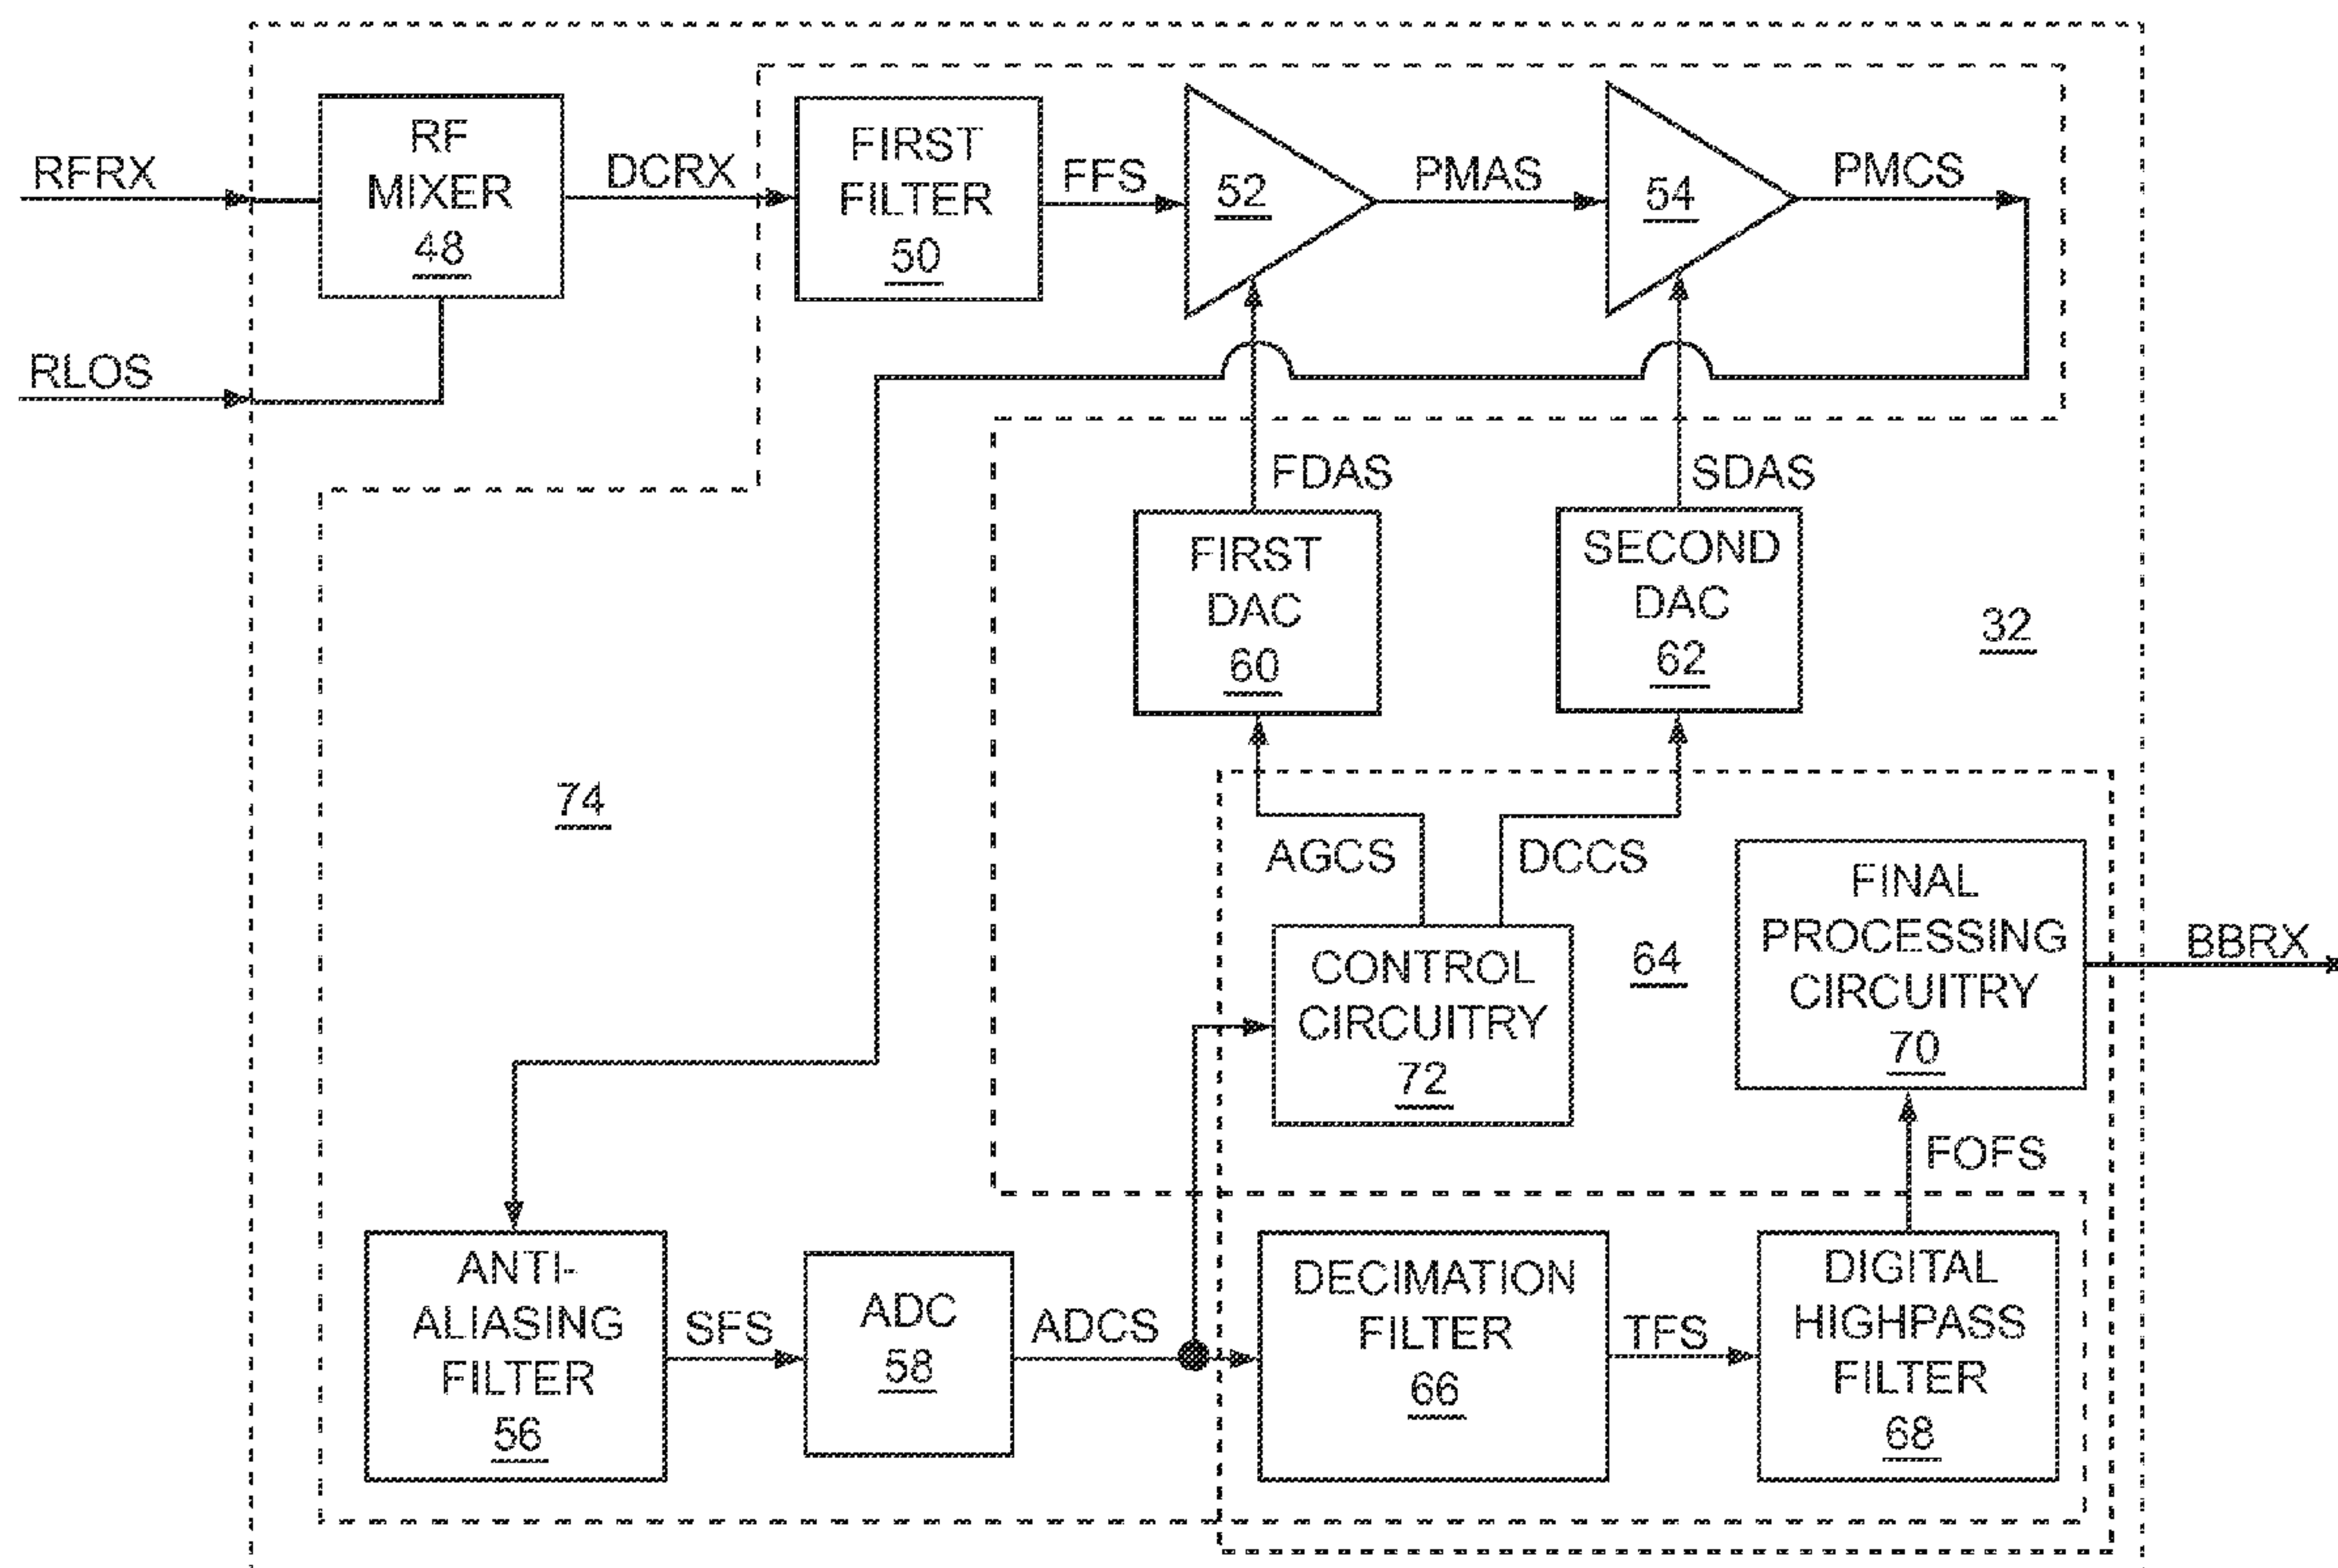 RFRX
RLOS
RF
MIXER
48
DCRX
FIRST
FILTER
50
FFS
52
PMAS
54
PMCS
FDAS
SDAS
FIRST
DAC
60
SECOND
DAC
62
32
74
AGCS
DCCS
CONTROL
CIRCUITRY
72
64
FINAL
PROCESSING
CIRCUITRY
70
BBRX
FOFS
ANTI-
ALIASING
FILTER
56
SFS
ADC
58
ADCS
DECIMATION
FILTER
66
TFS
DIGITAL
HIGHPASS
FILTER
68